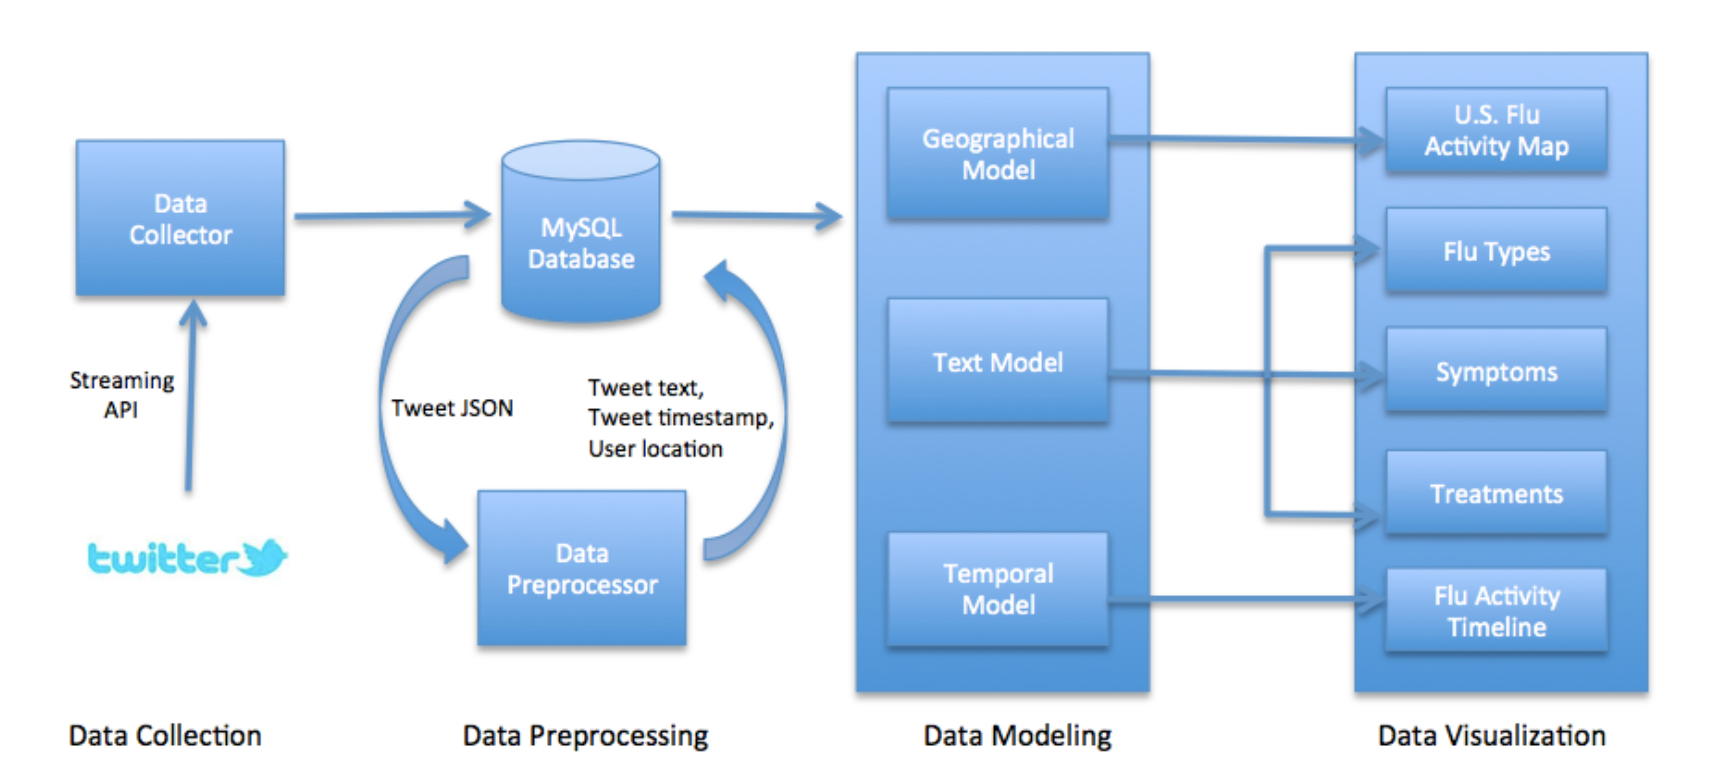 Data
Collector
Streaming
API
twitter
MySQL
Database
Tweet JSON
Tweet text,
Tweet timestamp,
User location
Data
Preprocessor
Geographical
Model
Text Model
Temporal
Model
U.S. Flu
Activity Map
Flu Types
Symptoms
Treatments
Flu Activity
Timeline
Data Collection
Data Preprocessing
Data Modeling
Data Visualization